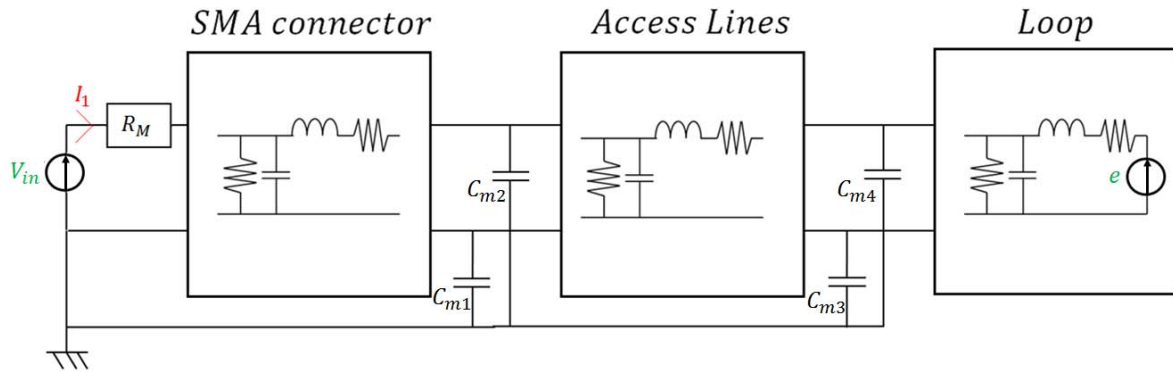 SMA connector
Access Lines
Loop
I1
RM
Vin
Cm2
Cm4
e
Cm1
Cm3